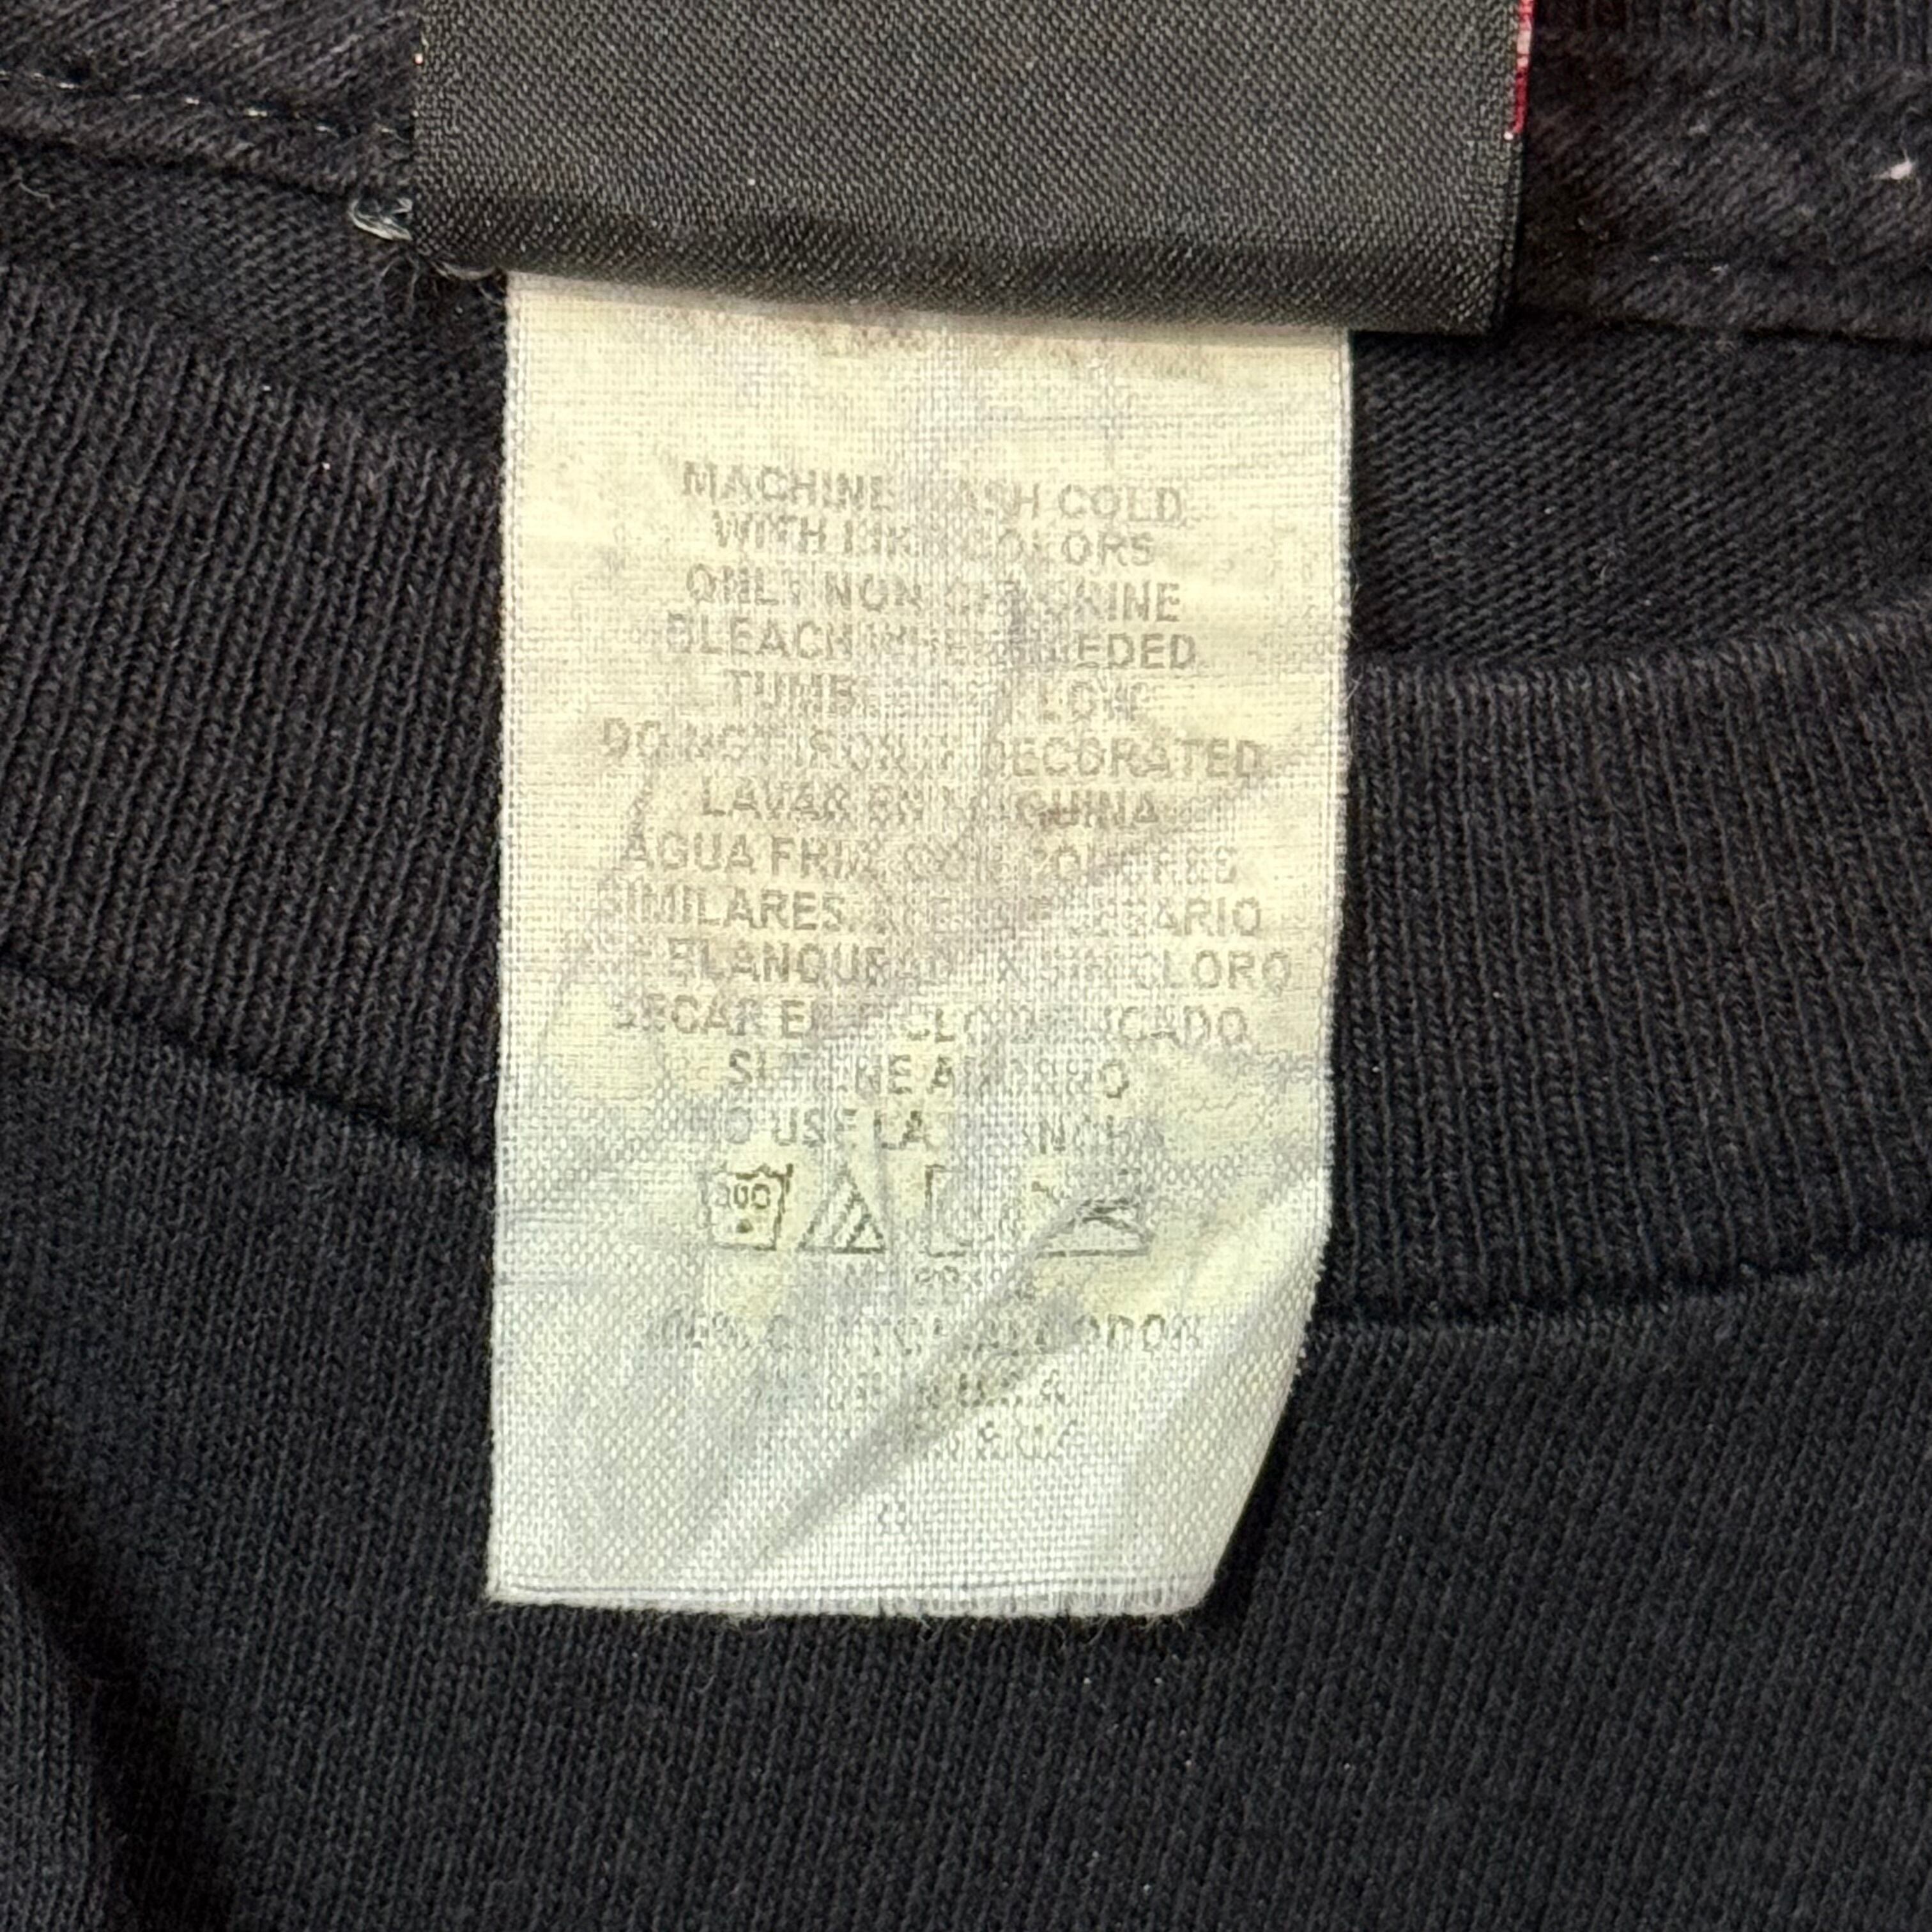 MACHINE WASH COLD
WITH LIKE COLORS
ONLY NON CHLORINE
BLEACH WHEN NEEDED
TUMBLE DRY LOW
DO NOT IRON IF DECORATED
LAVAR EN MAQUINA
AGUA FRIA CON COLORES
SIMILARES.
BLANQUEADOR SIN CLORO
SECAR EN CICLO DELICADO
SI TIENE ADORNO
NO USE LA PLANCHA
U.S.A